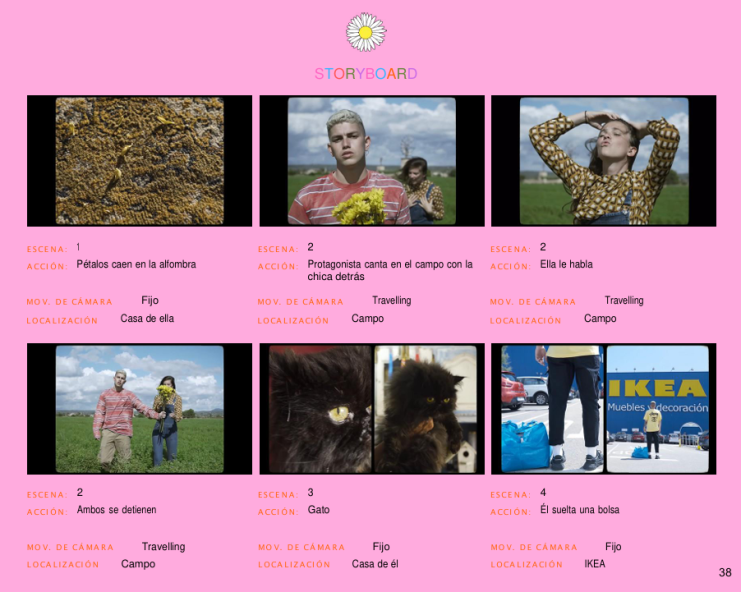 STORYBOARD
ESCENA: 1
ACCIÓN: Pétalos caen en la alfombra
MOV. DE CÁMARA Fijo
LOCALIZACIÓN Casa de ella
ESCENA: 2
ACCIÓN: Protagonista canta en el campo con la
chica detrás
MOV. DE CÁMARA Travelling
LOCALIZACIÓN Campo
ESCENA: 2
ACCIÓN: Ella le habla
MOV. DE CÁMARA Travelling
LOCALIZACIÓN Campo
IKEA
Muebles y decoración
ESCENA: 2
ACCIÓN: Ambos se detienen
MOV. DE CÁMARA Travelling
LOCALIZACIÓN Campo
ESCENA: 3
ACCIÓN: Gato
MOV. DE CÁMARA Fijo
LOCALIZACIÓN Casa de él
ESCENA: 4
ACCIÓN: Él suelta una bolsa
MOV. DE CÁMARA Fijo
LOCALIZACIÓN IKEA
38